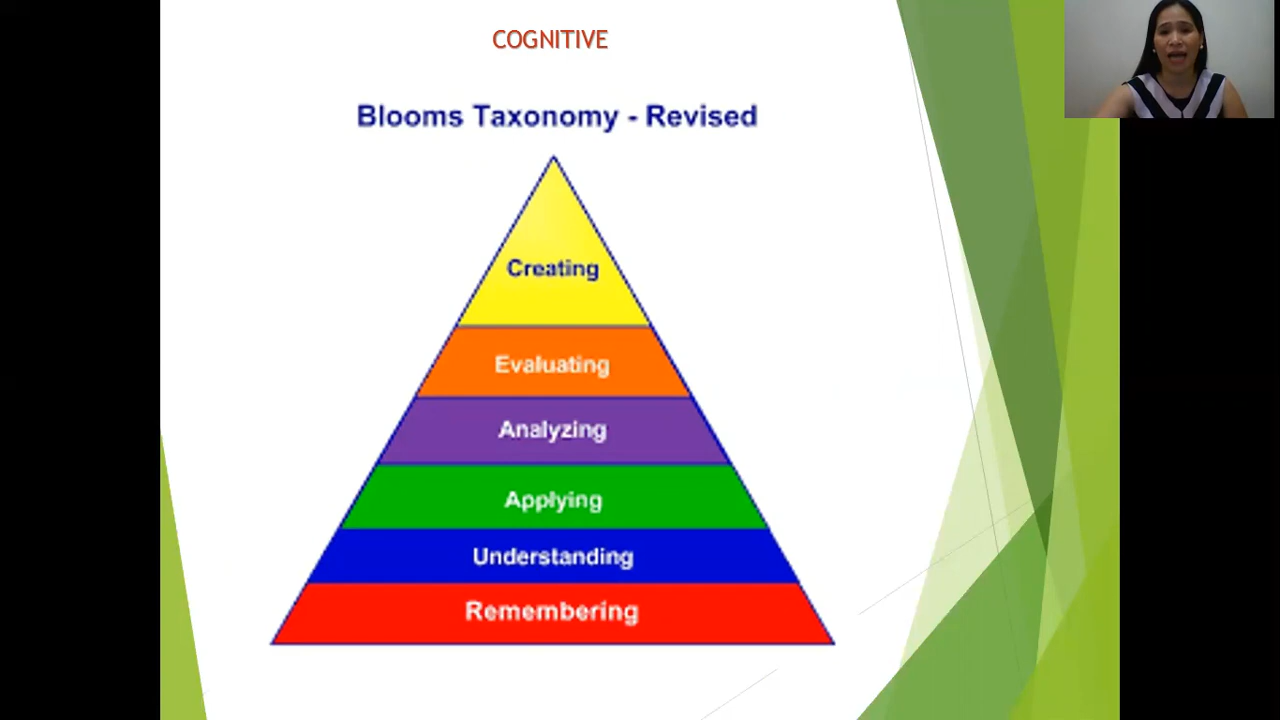 COGNITIVE
Blooms Taxonomy - Revised
Creating
Evaluating
Analyzing
Applying
Understanding
Remembering